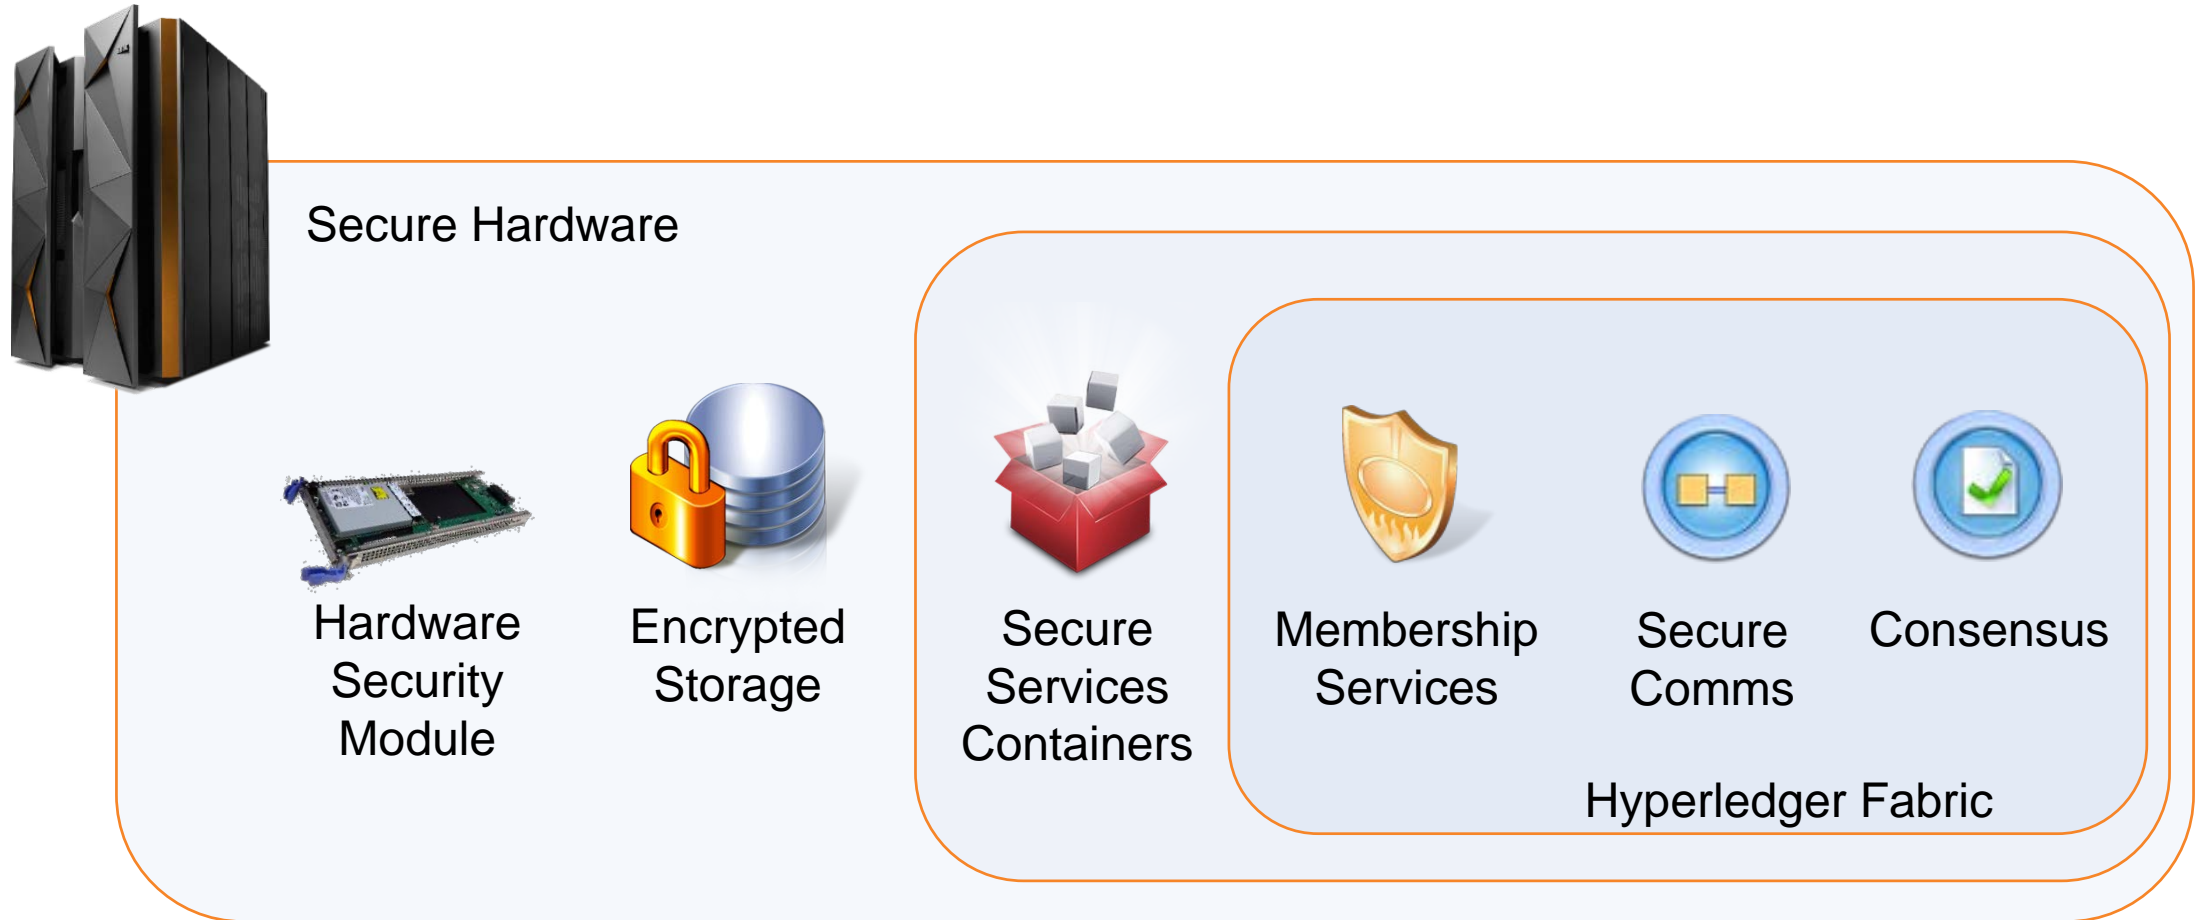 Secure Hardware
Hardware
Security
Module
Encrypted
Storage
Secure
Services
Containers
Membership
Services
Secure
Comms
Consensus
Hyperledger Fabric